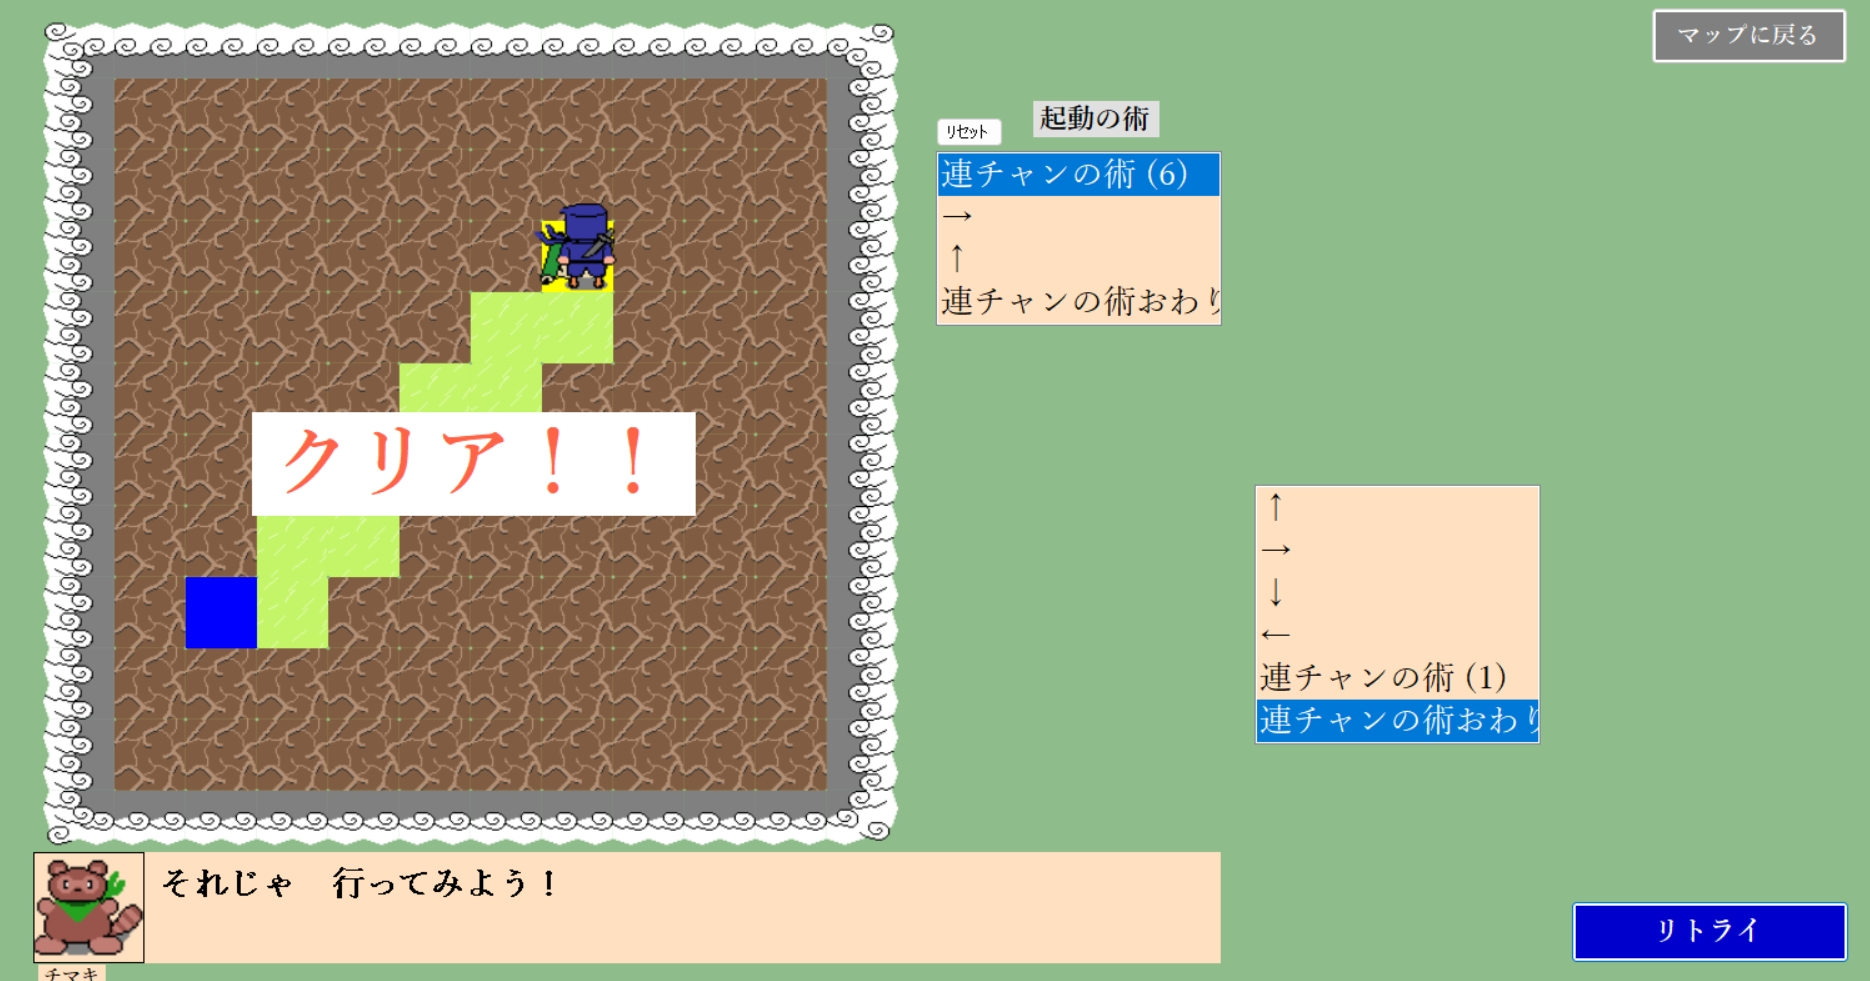 マップに戻る
リセット
起動の術
連チャンの術 (6)
→
↑
連チャンの術おわり
クリア！！
↑
→
↓
←
連チャンの術 (1)
連チャンの術おわり
それじゃ　行ってみよう！
チマキ
リトライ